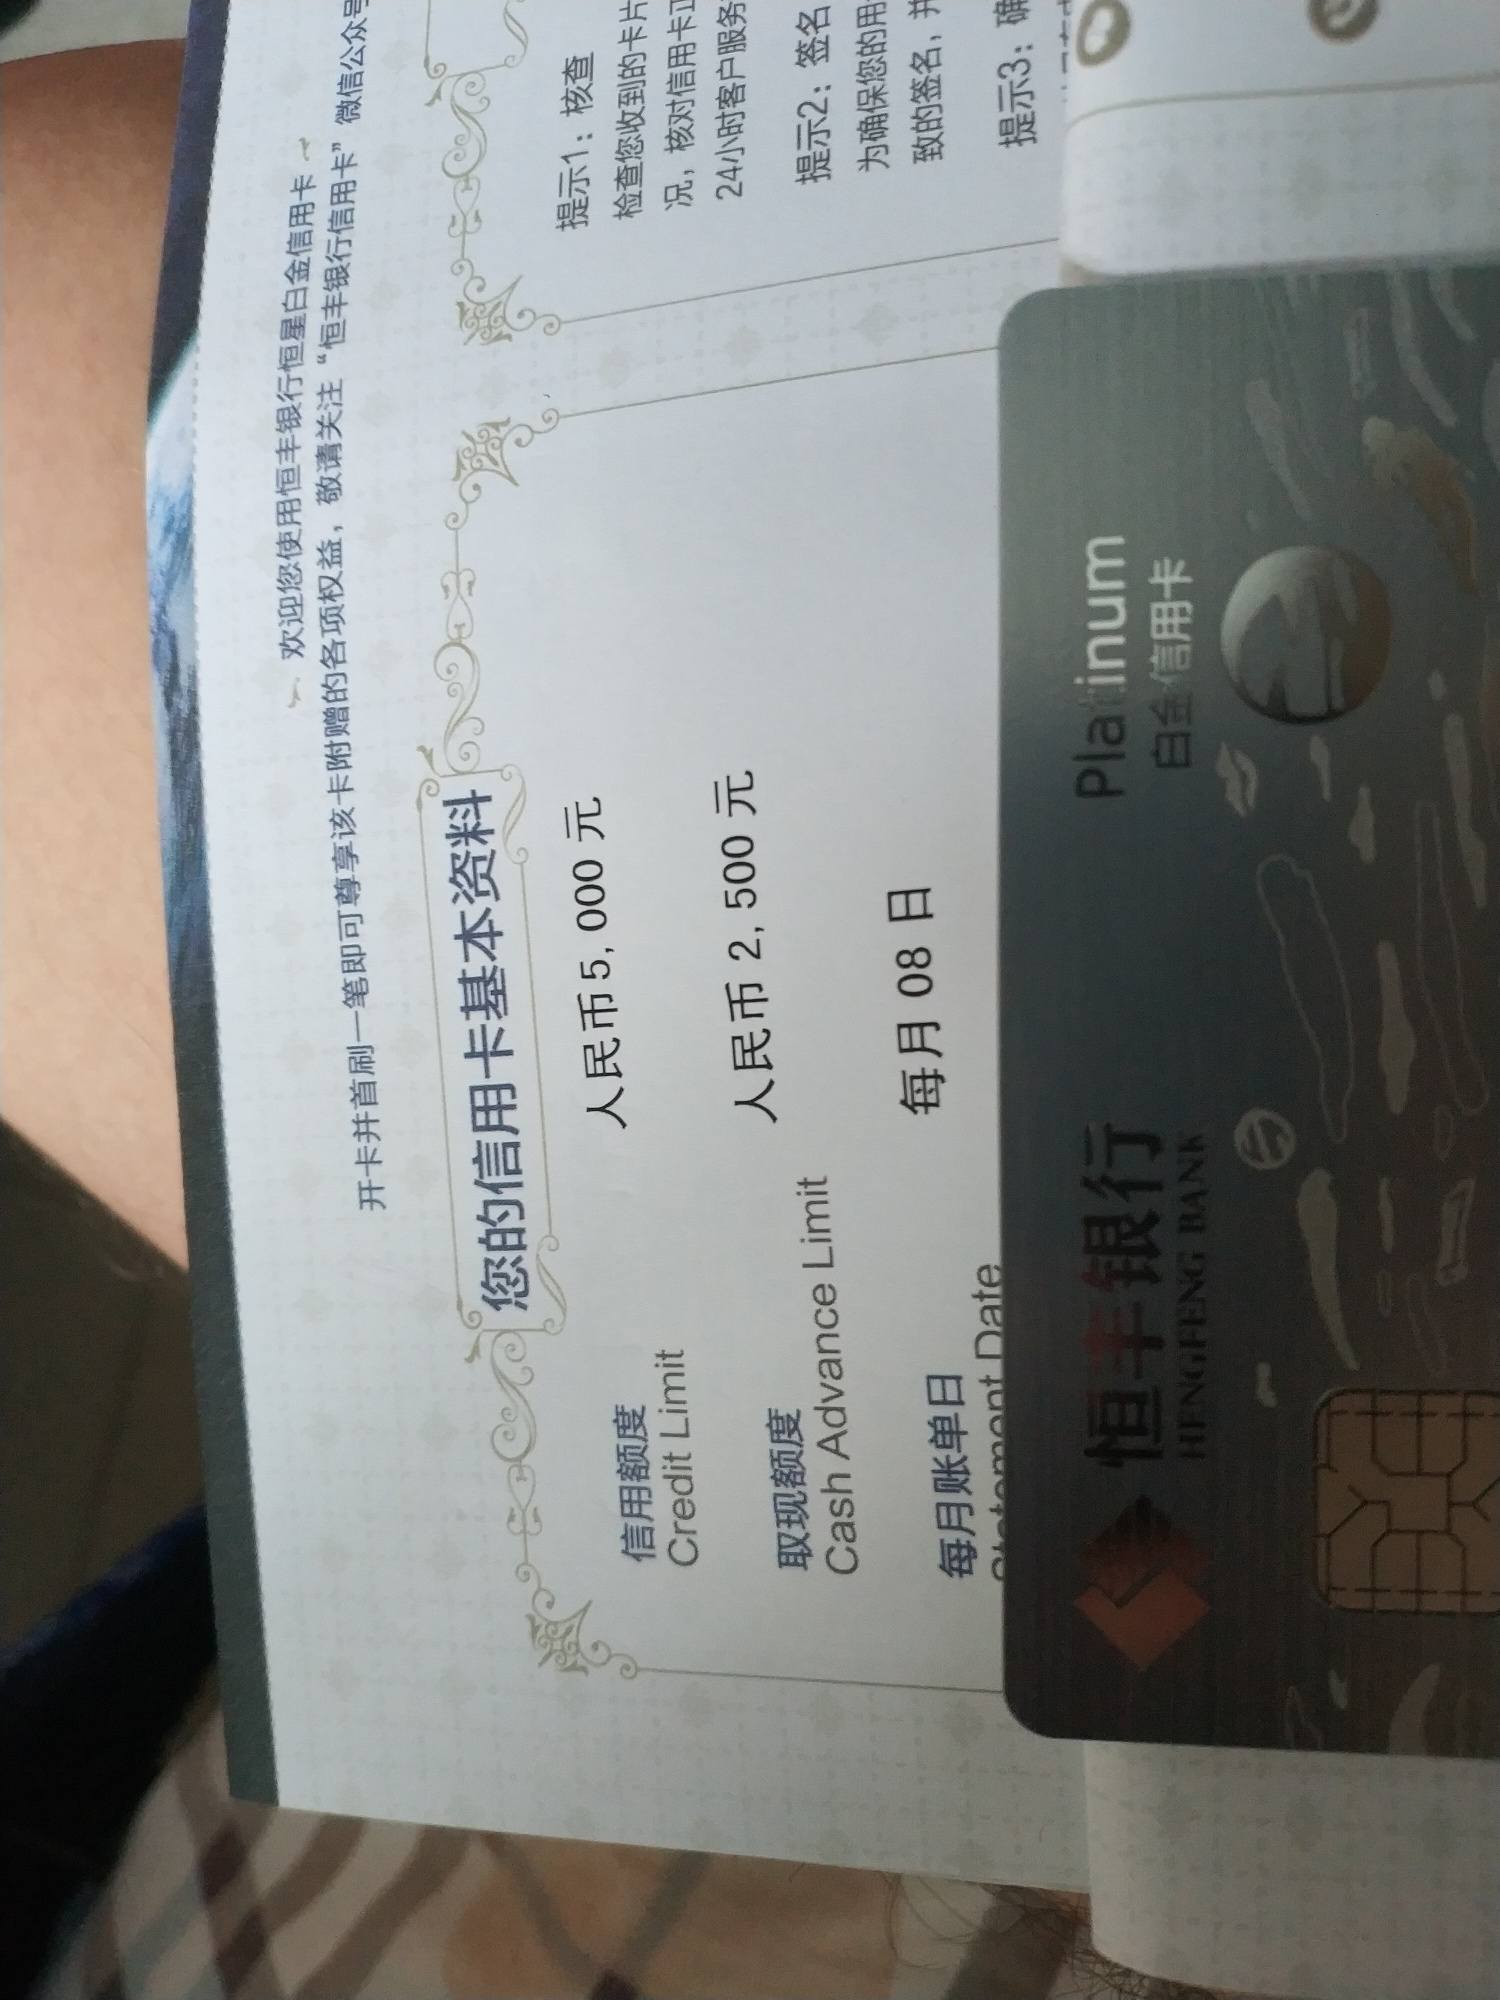 欢迎您使用恒丰银行恒星白金信用卡
开卡并首刷一笔即可尊享该卡附赠的各项权益，敬请关注“恒丰银行信用卡”微信公众号
您的信用卡基本资料
信用额度 人民币 5,000 元
Credit Limit
取现额度 人民币 2,500 元
Cash Advance Limit
每月账单日 每月 08 日
Statement Date
提示1：核查
检查您收到的卡片
况，核对信用卡正
24小时客户服务
提示2：签名
为确保您的用
致的签名，并
提示3：确
恒丰银行
HENGFENG BANK
Platinum
白金信用卡